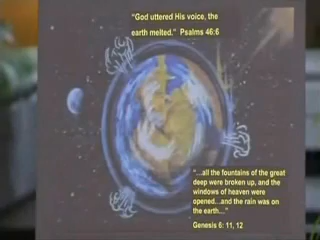 "God uttered His voice, the
earth melted." Psalms 46:6
"...all the fountains of the great
deep were broken up, and the
windows of heaven were
opened...and the rain was on
the earth..."
Genesis 6: 11, 12